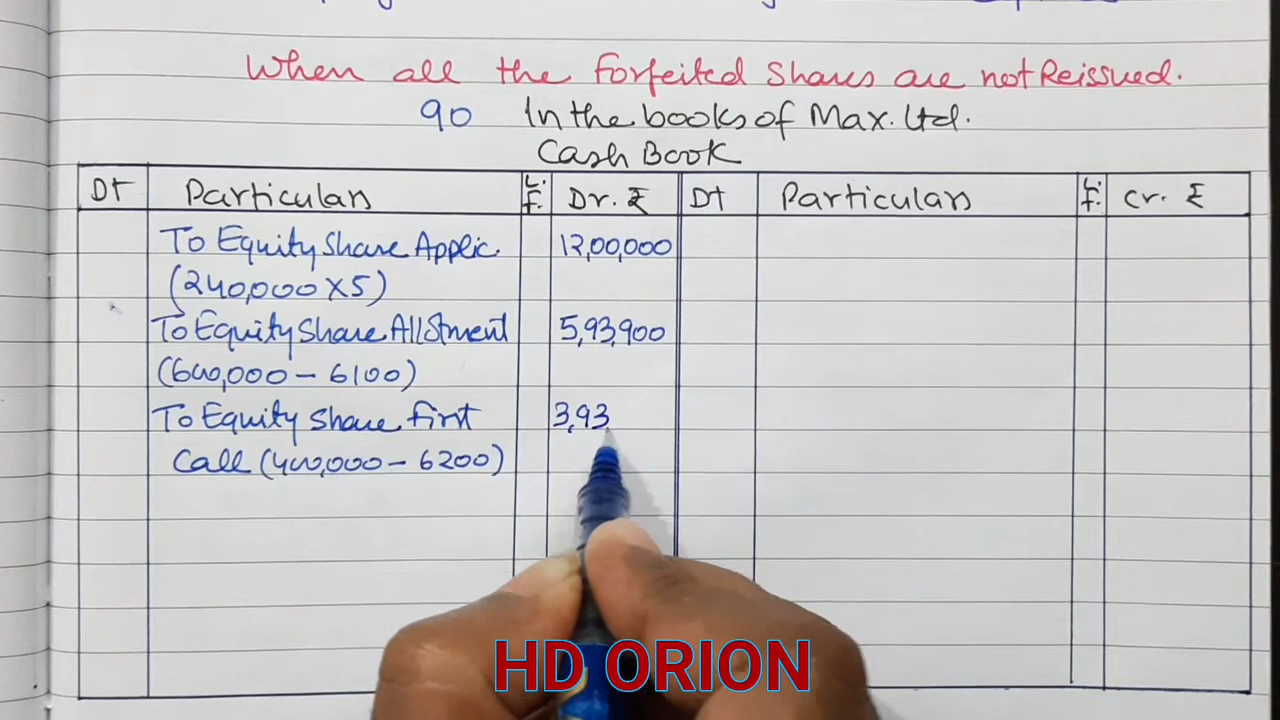 When all the Forfeited Shares are not Reissued.
90 In the books of Max. Ltd.
Cash Book
Dt Particulars L.F. Dr. ₹ Dt Particulars L.F. Cr. ₹
To Equity Share Applic. 12,00,000
(240,000 X 5)
To Equity Share Allotment 5,93,900
(600,000 - 6100)
To Equity Share First 3,93
Call (400,000 - 6200)
HD ORION